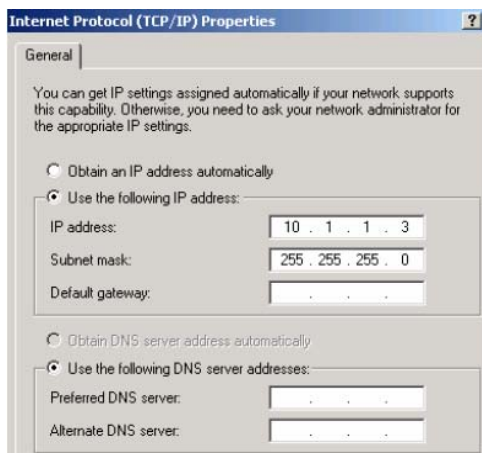 Internet Protocol (TCP/IP) Properties
?
General
You can get IP settings assigned automatically if your network supports
this capability. Otherwise, you need to ask your network administrator for
the appropriate IP settings.
Obtain an IP address automatically
Use the following IP address:
IP address: 10 . 1 . 1 . 3
Subnet mask: 255 . 255 . 255 . 0
Default gateway: . . .
Obtain DNS server address automatically
Use the following DNS server addresses:
Preferred DNS server: . . .
Alternate DNS server: . . .